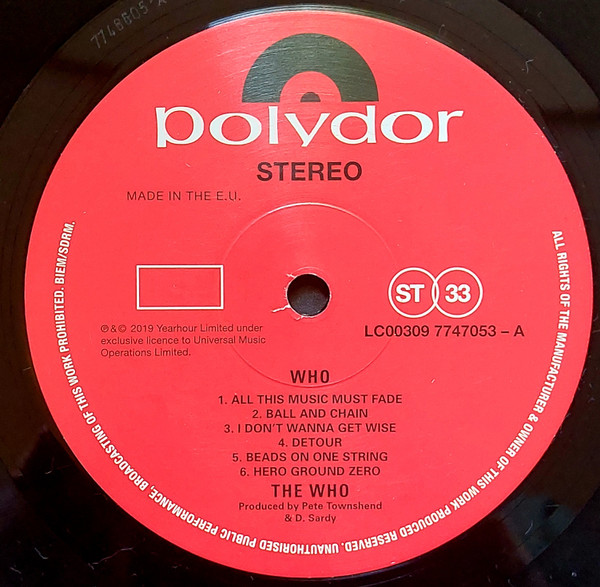 polydor
STEREO
MADE IN THE E.U.
ST 33
LC00309 7747053 – A
℗ & © 2019 Yearhour Limited under
exclusive licence to Universal Music
Operations Limited.
WHO
1. ALL THIS MUSIC MUST FADE
2. BALL AND CHAIN
3. I DON'T WANNA GET WISE
4. DETOUR
5. BEADS ON ONE STRING
6. HERO GROUND ZERO
THE WHO
Produced by Pete Townshend
& D. Sardy
ALL RIGHTS OF THE MANUFACTURER & OWNER OF THIS WORK PRODUCED RESERVED. UNAUTHORISED PUBLIC PERFORMANCE, BROADCASTING OF THIS WORK PROHIBITED. BIEM/SDRM.